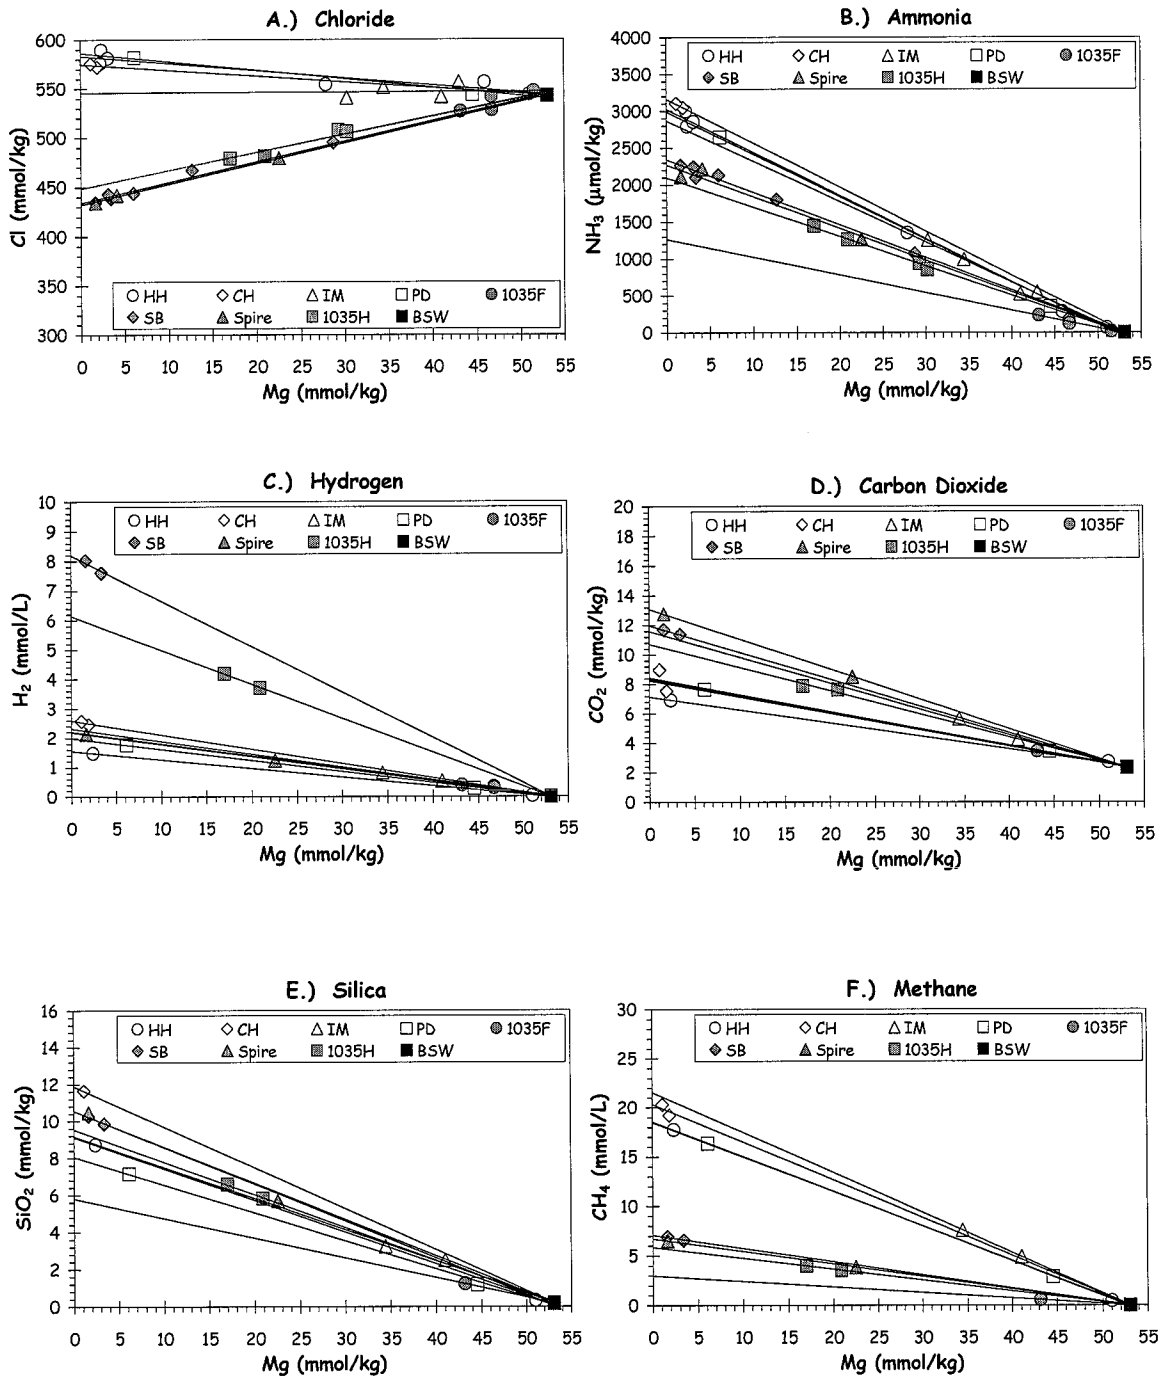 A.) Chloride
600
550
500
450
400
350
300
Cl (mmol/kg)
HH CH IM PD 1035F
SB Spire 1035H BSW
0 5 10 15 20 25 30 35 40 45 50 55
Mg (mmol/kg)
B.) Ammonia
4000
3500
3000
2500
2000
1500
1000
500
0
NH₃ (μmol/kg)
HH CH IM PD 1035F
SB Spire 1035H BSW
0 5 10 15 20 25 30 35 40 45 50 55
Mg (mmol/kg)
C.) Hydrogen
10
9
8
7
6
5
4
3
2
1
0
H₂ (mmol/L)
HH CH IM PD 1035F
SB Spire 1035H BSW
0 5 10 15 20 25 30 35 40 45 50 55
Mg (mmol/kg)
D.) Carbon Dioxide
20
18
16
14
12
10
8
6
4
2
0
CO₂ (mmol/kg)
HH CH IM PD 1035F
SB Spire 1035H BSW
0 5 10 15 20 25 30 35 40 45 50 55
Mg (mmol/kg)
E.) Silica
16
14
12
10
8
6
4
2
0
SiO₂ (mmol/kg)
HH CH IM PD 1035F
SB Spire 1035H BSW
0 5 10 15 20 25 30 35 40 45 50 55
Mg (mmol/kg)
F.) Methane
30
25
20
15
10
5
0
CH₄ (mmol/L)
HH CH IM PD 1035F
SB Spire 1035H BSW
0 5 10 15 20 25 30 35 40 45 50 55
Mg (mmol/kg)